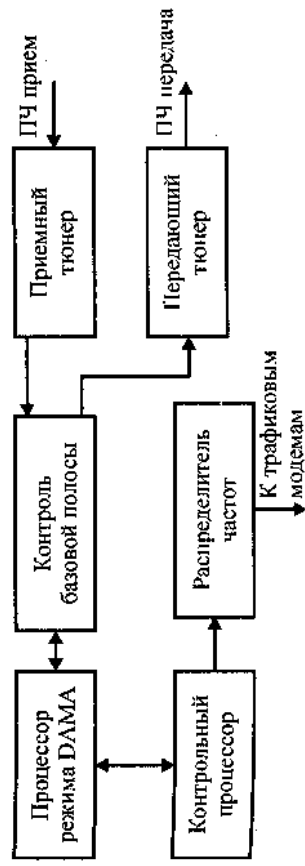 ПЧ прием
Приемный
тюнер
Контроль
базовой полосы
Процессор
режима DAMA
ПЧ передача
Передающий
тюнер
Распределитель
частот
Контрольный
процессор
К трафиковым
модемам